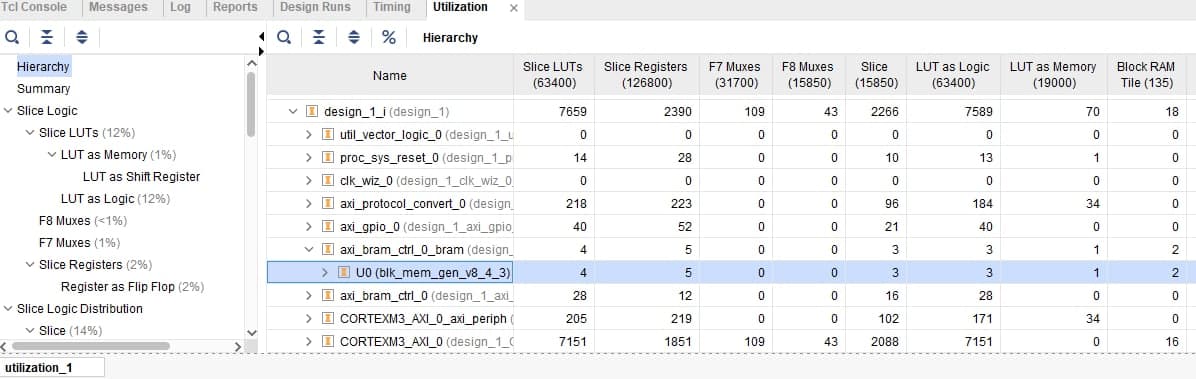 Tcl Console Messages Log Reports Design Runs Timing Utilization
Hierarchy
Summary
Slice Logic
Slice LUTs (12%)
LUT as Memory (1%)
LUT as Shift Register
LUT as Logic (12%)
F8 Muxes (<1%)
F7 Muxes (1%)
Slice Registers (2%)
Register as Flip Flop (2%)
Slice Logic Distribution
Slice (14%)
% Hierarchy
Name Slice LUTs (63400) Slice Registers (126800) F7 Muxes (31700) F8 Muxes (15850) Slice (15850) LUT as Logic (63400) LUT as Memory (19000) Block RAM Tile (135)
design_1_i (design_1) 7659 2390 109 43 2266 7589 70 18
util_vector_logic_0 (design_1_u 0 0 0 0 0 0 0 0
proc_sys_reset_0 (design_1_p 14 28 0 0 10 13 1 0
clk_wiz_0 (design_1_clk_wiz_0 0 0 0 0 0 0 0 0
axi_protocol_convert_0 (design 218 223 0 0 96 184 34 0
axi_gpio_0 (design_1_axi_gpio 40 52 0 0 21 40 0 0
axi_bram_ctrl_0_bram (design 4 5 0 0 3 3 1 2
U0 (blk_mem_gen_v8_4_3) 4 5 0 0 3 3 1 2
axi_bram_ctrl_0 (design_1_axi_ 28 12 0 0 16 28 0 0
CORTEXM3_AXI_0_axi_periph ( 205 219 0 0 102 171 34 0
CORTEXM3_AXI_0 (design_1_C 7151 1851 109 43 2088 7151 0 16
utilization_1